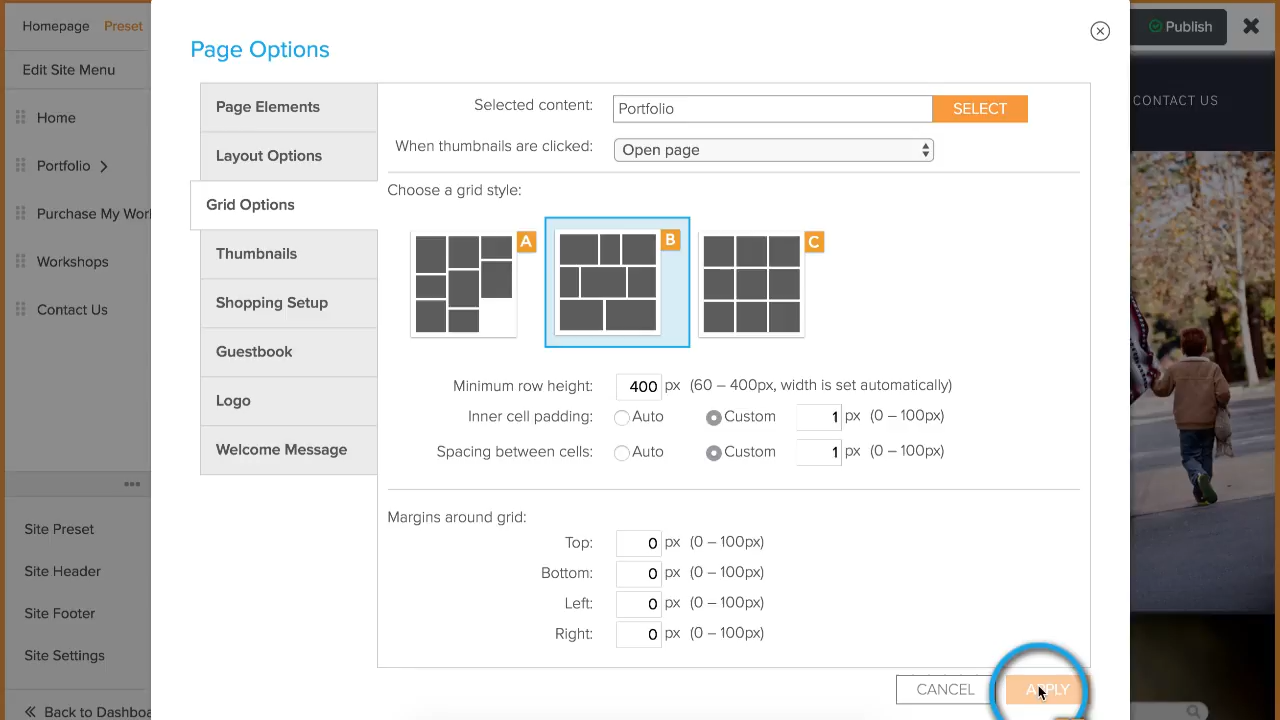 Homepage Preset
Edit Site Menu
Home
Portfolio
Purchase My Wor
Workshops
Contact Us
Site Preset
Site Header
Site Footer
Site Settings
Back to Dashboa
Page Options
Page Elements
Layout Options
Grid Options
Thumbnails
Shopping Setup
Guestbook
Logo
Welcome Message
Selected content: Portfolio SELECT
When thumbnails are clicked: Open page
Choose a grid style:
A B C
Minimum row height: 400 px (60 – 400px, width is set automatically)
Inner cell padding: Auto Custom 1 px (0 – 100px)
Spacing between cells: Auto Custom 1 px (0 – 100px)
Margins around grid:
Top: 0 px (0 – 100px)
Bottom: 0 px (0 – 100px)
Left: 0 px (0 – 100px)
Right: 0 px (0 – 100px)
CANCEL APPLY
Publish
CONTACT US